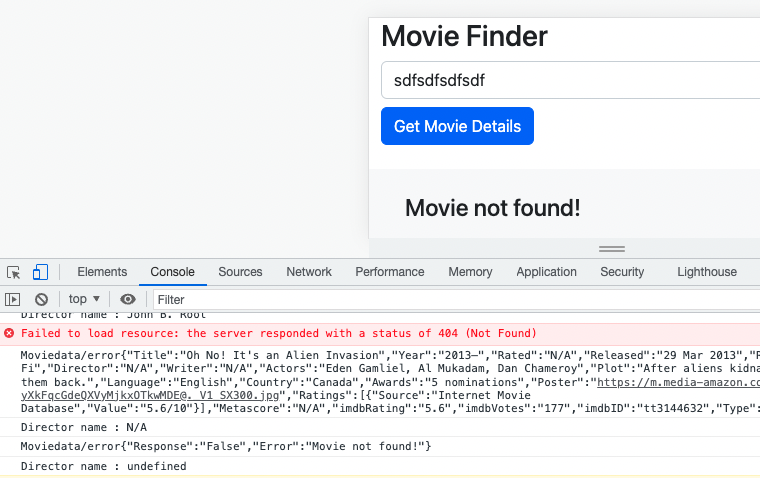 Movie Finder
sdfsdfsdfsdf
Get Movie Details
Movie not found!
Elements Console Sources Network Performance Memory Application Security Lighthouse
top ▼ Filter
Director name : John B. Root
Failed to load resource: the server responded with a status of 404 (Not Found)
Moviedata/error{"Title":"Oh No! It's an Alien Invasion","Year":"2013–","Rated":"N/A","Released":"29 Mar 2013","R
Fi","Director":"N/A","Writer":"N/A","Actors":"Eden Gamliel, Al Mukadam, Dan Chameroy","Plot":"After aliens kidna
them back.","Language":"English","Country":"Canada","Awards":"5 nominations","Poster":"https://m.media-amazon.co
yXkFqcGdeQXVyMjkxOTkwMDE@._V1_SX300.jpg","Ratings":[{"Source":"Internet Movie
Database","Value":"5.6/10"}],"Metascore":"N/A","imdbRating":"5.6","imdbVotes":"177","imdbID":"tt3144632","Type":
Director name : N/A
Moviedata/error{"Response":"False","Error":"Movie not found!"}
Director name : undefined